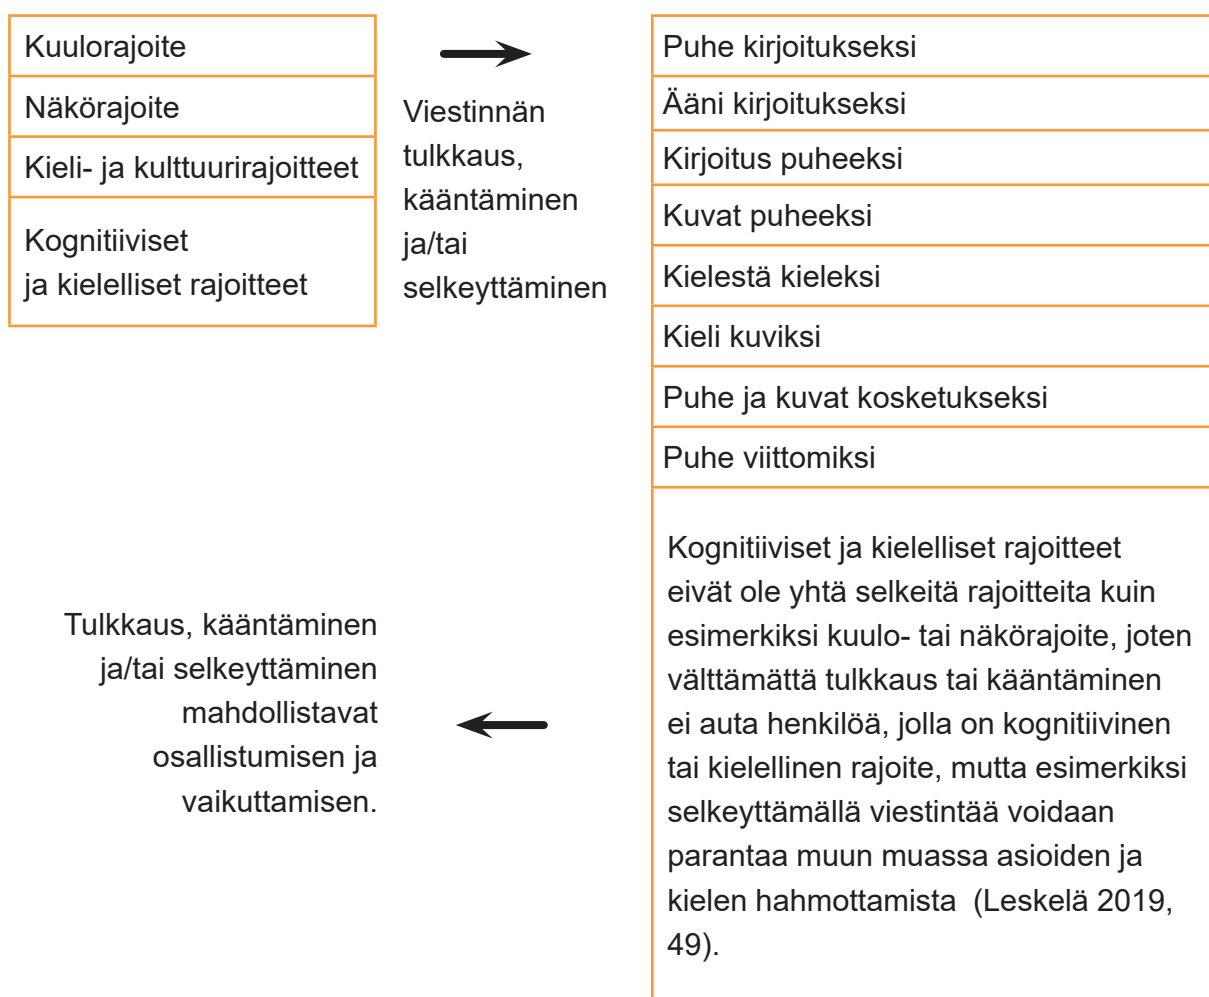 Kuulorajoite
Näkörajoite
Kieli- ja kulttuurirajoitteet
Kognitiiviset
ja kielelliset rajoitteet
Viestinnän
tulkkaus,
kääntäminen
ja/tai
selkeyttäminen
Puhe kirjoitukseksi
Ääni kirjoitukseksi
Kirjoitus puheeksi
Kuvat puheeksi
Kielestä kieleksi
Kieli kuviksi
Puhe ja kuvat kosketukseksi
Puhe viittomiksi
Kognitiiviset ja kielelliset rajoitteet
eivät ole yhtä selkeitä rajoitteita kuin
esimerkiksi kuulo- tai näkörajoite, joten
välttämättä tulkkaus tai kääntäminen
ei auta henkilöä, jolla on kognitiivinen
tai kielellinen rajoite, mutta esimerkiksi
selkeyttämällä viestintää voidaan
parantaa muun muassa asioiden ja
kielen hahmottamista  (Leskelä 2019,
49).
Tulkkaus, kääntäminen
ja/tai selkeyttäminen
mahdollistavat
osallistumisen ja
vaikuttamisen.